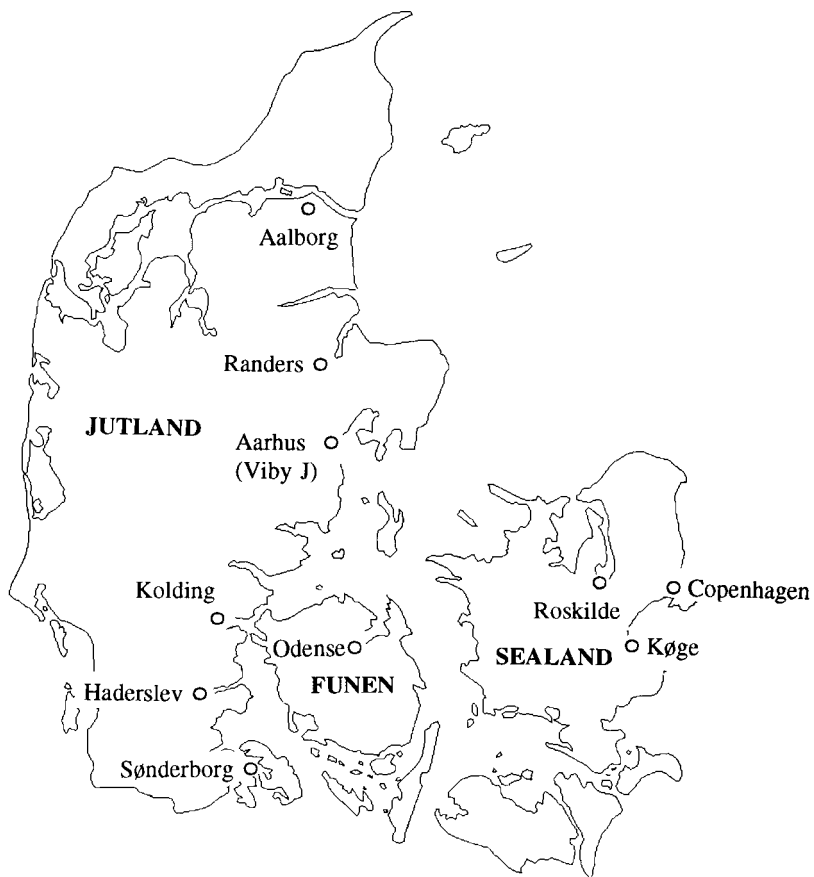 Aalborg
Randers
JUTLAND
Aarhus
(Viby J)
Kolding
Roskilde
Copenhagen
Odense
SEALAND
Køge
FUNEN
Haderslev
Sønderborg